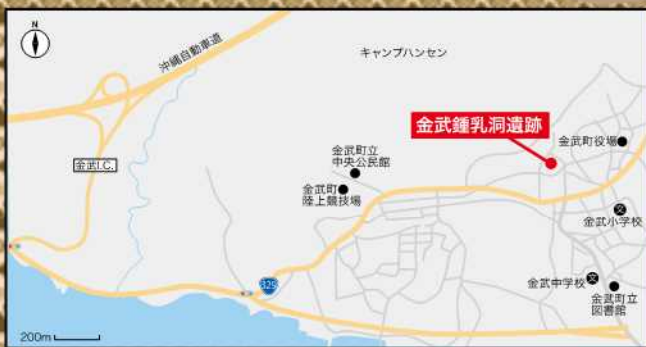 N
沖縄自動車道
キャンプハンセン
金武鍾乳洞遺跡
金武町役場
金武町立
中央公民館
金武I.C.
金武町
陸上競技場
文
金武小学校
329
金武中学校
文
金武町立
図書館
200m